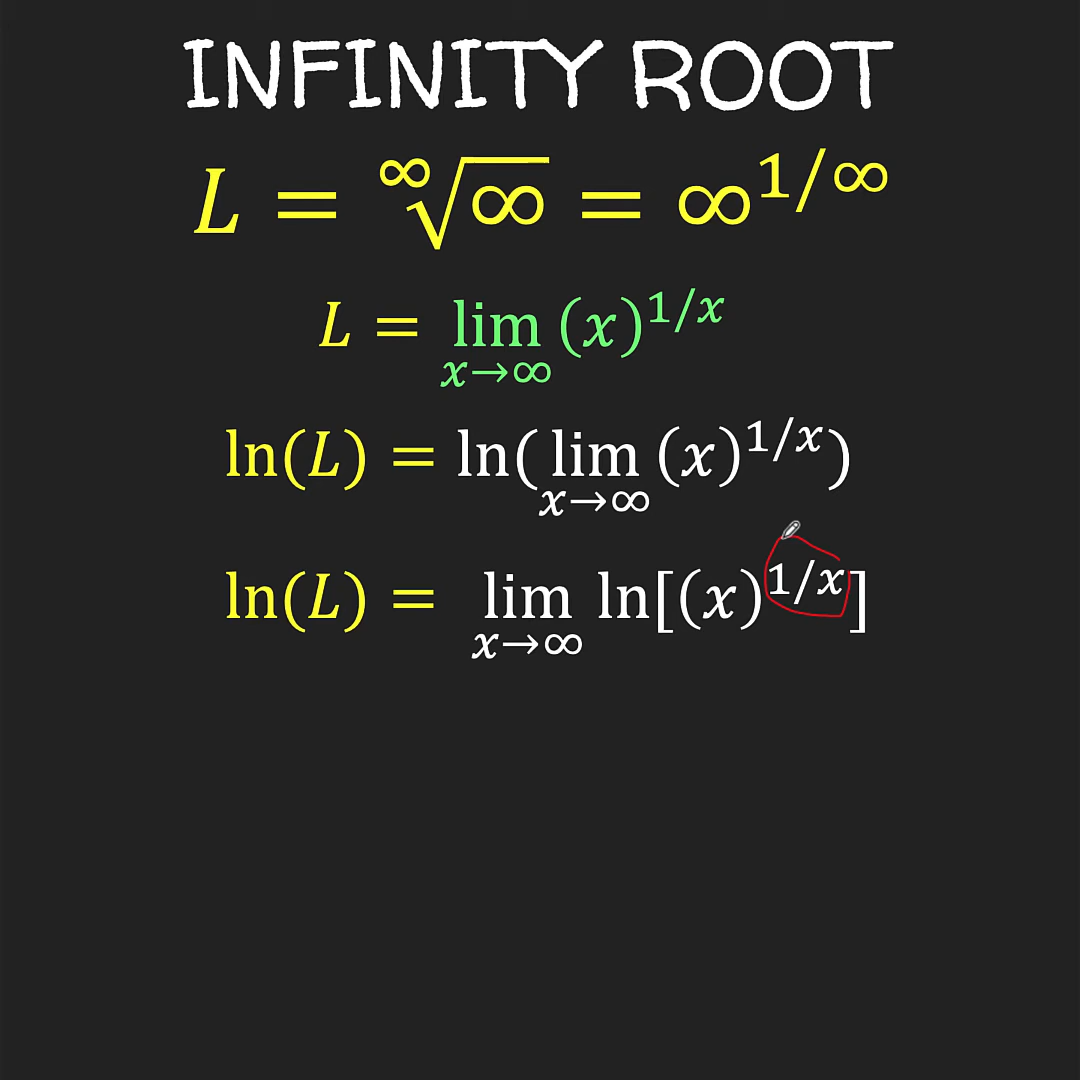 INFINITY ROOT
L = ∞√∞ = ∞^{1/∞}
L = lim_{x→∞} (x)^{1/x}
ln(L) = ln(lim_{x→∞} (x)^{1/x})
ln(L) = lim_{x→∞} ln[(x)^{1/x}]